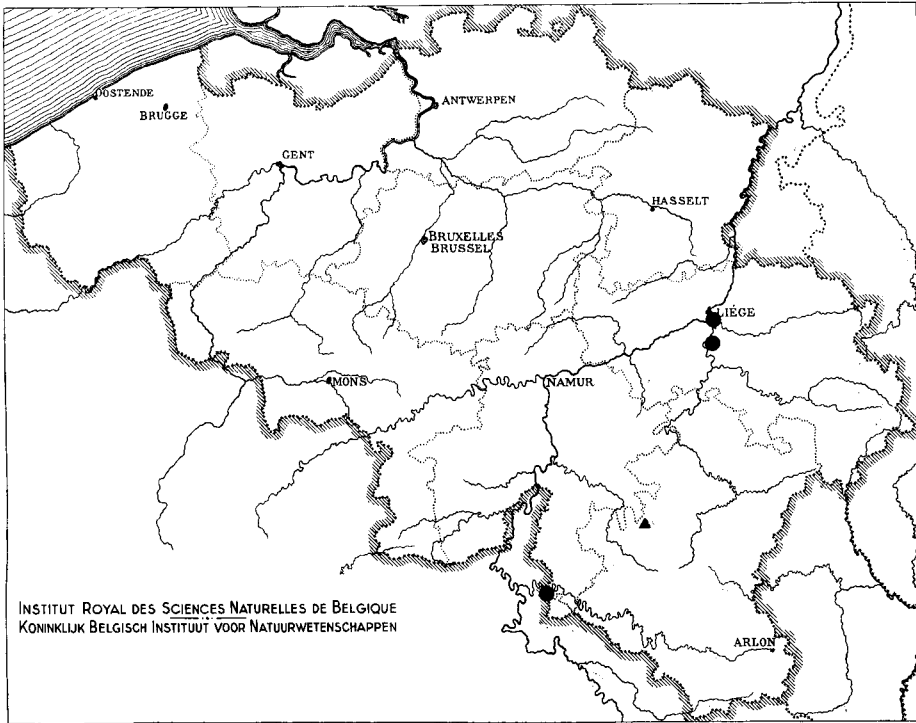 OOSTENDE
BRUGGE
ANTWERPEN
GENT
HASSELT
BRUXELLES
BRUSSEL
LIÉGE
MONS
NAMUR
INSTITUT ROYAL DES SCIENCES NATURELLES DE BELGIQUE
KONINKLIJK BELGISCH INSTITUUT VOOR NATUURWETENSCHAPPEN
ARLON